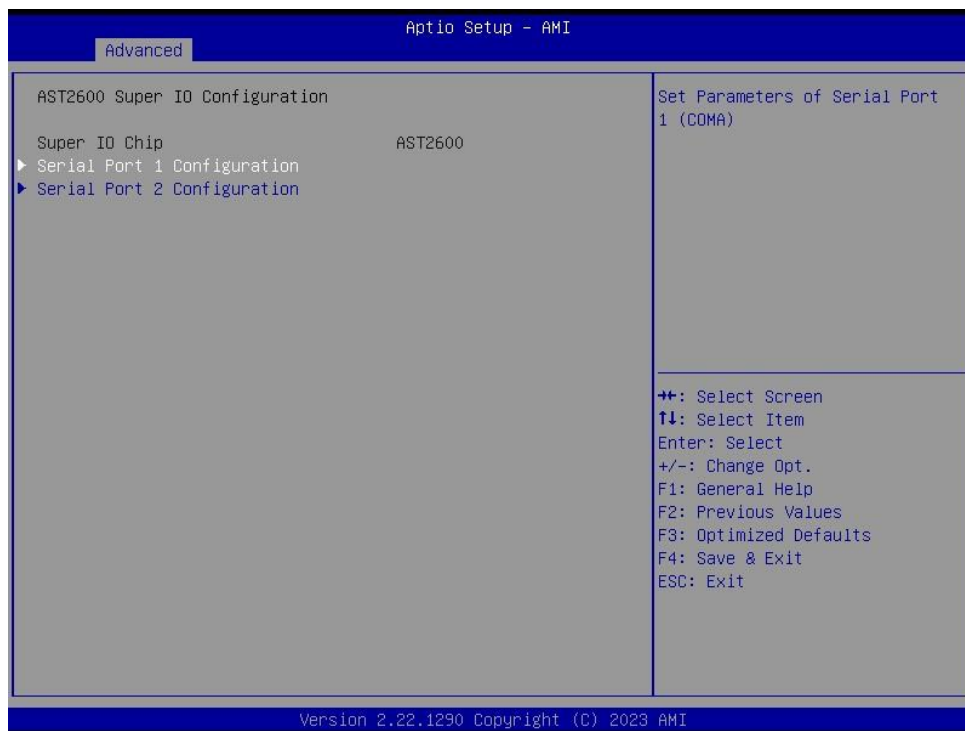 Aptio Setup - AMI
Advanced
AST2600 Super IO Configuration
Super IO Chip AST2600
▶ Serial Port 1 Configuration
▶ Serial Port 2 Configuration
Set Parameters of Serial Port
1 (COMA)
→←: Select Screen
↑↓: Select Item
Enter: Select
+/-: Change Opt.
F1: General Help
F2: Previous Values
F3: Optimized Defaults
F4: Save & Exit
ESC: Exit
Version 2.22.1290 Copyright (C) 2023 AMI